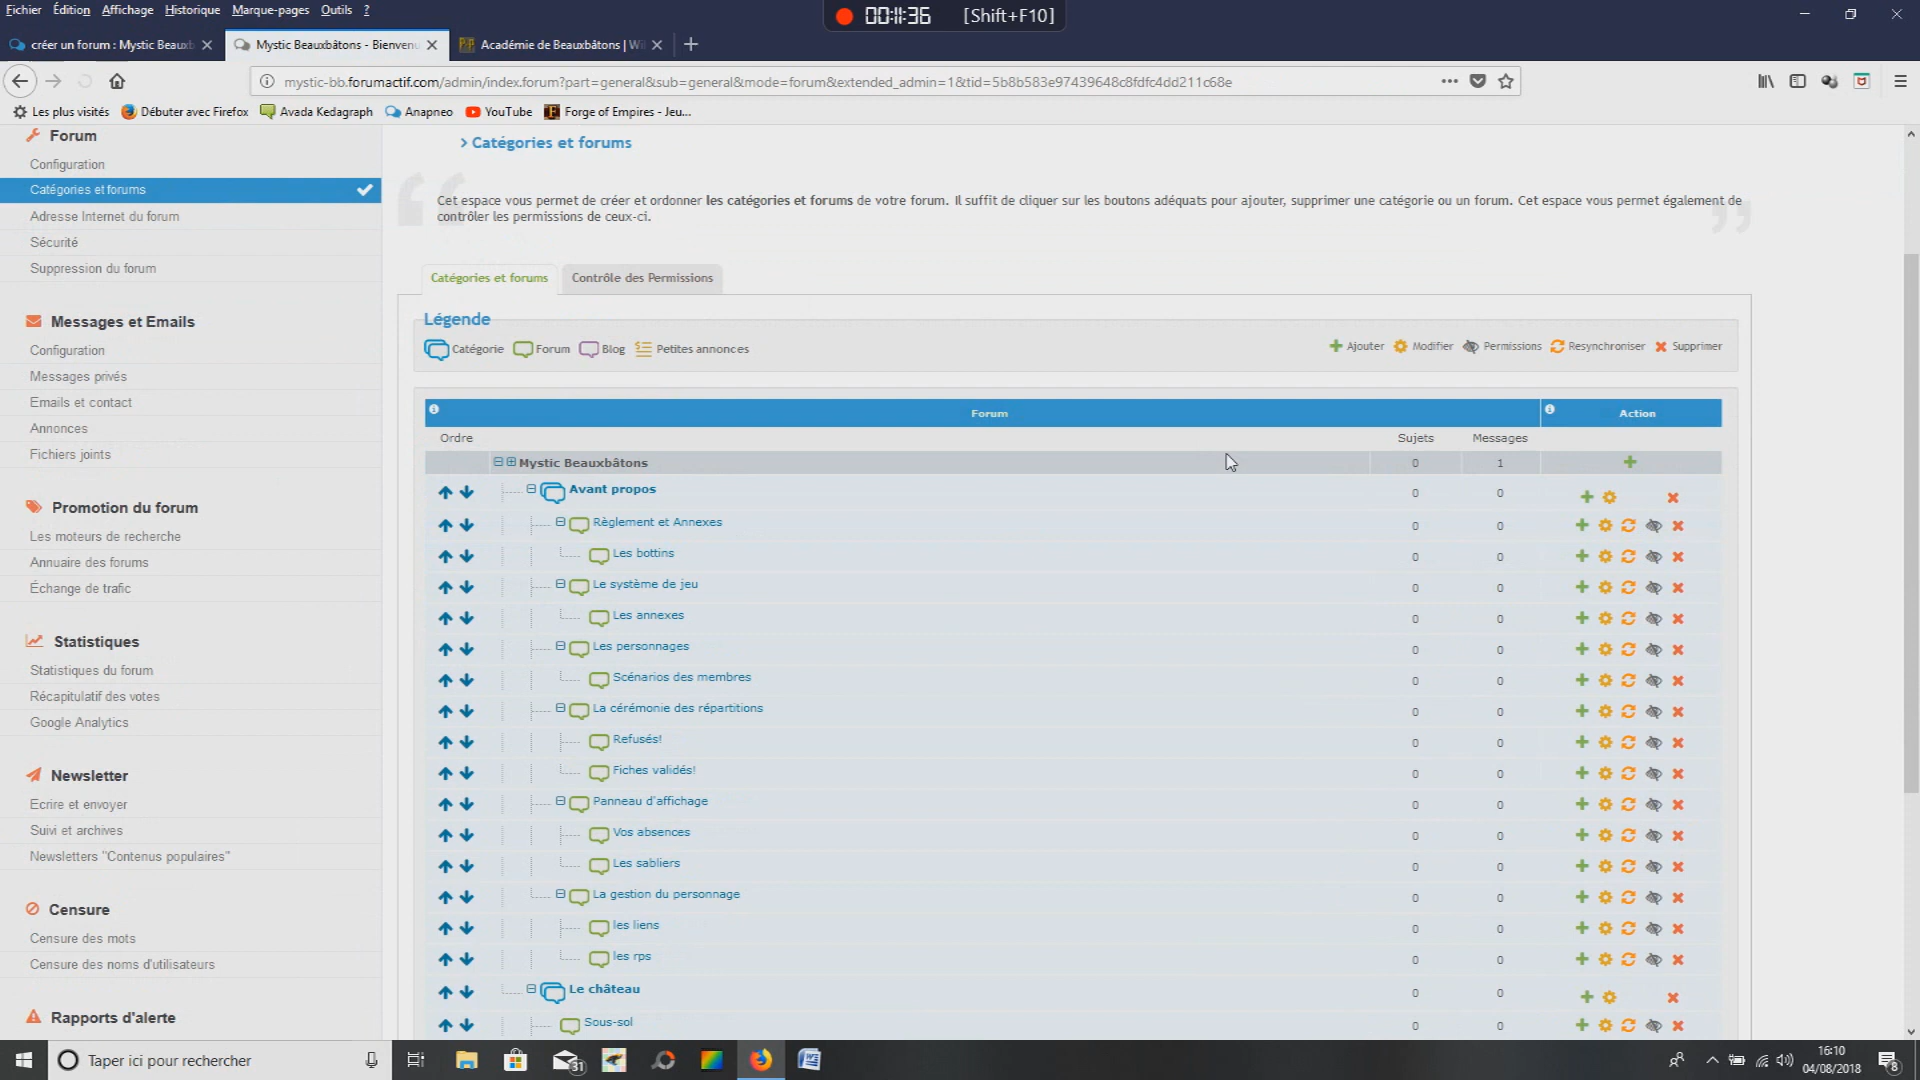 Fichier Édition Affichage Historique Marque-pages Outils ?
00:11:36 [Shift+F10]
créer un forum : Mystic Beauxb
Mystic Beauxbâtons - Bienvenu
Académie de Beauxbâtons | Wi
mystic-bb.forumactif.com/admin/index.forum?part=general&sub=general&mode=forum&extended_admin=1&tid=5b8b583e97439648c8fdfc4dd211c68e
Les plus visités Débuter avec Firefox Avada Kedagraph Anapneo YouTube Forge of Empires - Jeu...
Forum
Configuration
Catégories et forums
Adresse Internet du forum
Sécurité
Suppression du forum
Messages et Emails
Configuration
Messages privés
Emails et contact
Annonces
Fichiers joints
Promotion du forum
Les moteurs de recherche
Annuaire des forums
Échange de trafic
Statistiques
Statistiques du forum
Récapitulatif des votes
Google Analytics
Newsletter
Ecrire et envoyer
Suivi et archives
Newsletters "Contenus populaires"
Censure
Censure des mots
Censure des noms d'utilisateurs
Rapports d'alerte
> Catégories et forums
Cet espace vous permet de créer et ordonner les catégories et forums de votre forum. Il suffit de cliquer sur les boutons adéquats pour ajouter, supprimer une catégorie ou un forum. Cet espace vous permet également de
contrôler les permissions de ceux-ci.
Catégories et forums Contrôle des Permissions
Légende
Catégorie Forum Blog Petites annonces Ajouter Modifier Permissions Resynchroniser Supprimer
Forum Action
Ordre Sujets Messages
Mystic Beauxbâtons 0 1
Avant propos 0 0
Règlement et Annexes 0 0
Les bottins 0 0
Le système de jeu 0 0
Les annexes 0 0
Les personnages 0 0
Scénarios des membres 0 0
La cérémonie des répartitions 0 0
Refusés! 0 0
Fiches validés! 0 0
Panneau d'affichage 0 0
Vos absences 0 0
Les sabliers 0 0
La gestion du personnage 0 0
les liens 0 0
les rps 0 0
Le château 0 0
Sous-sol 0 0
Taper ici pour rechercher
31
16:10
04/08/2018
8